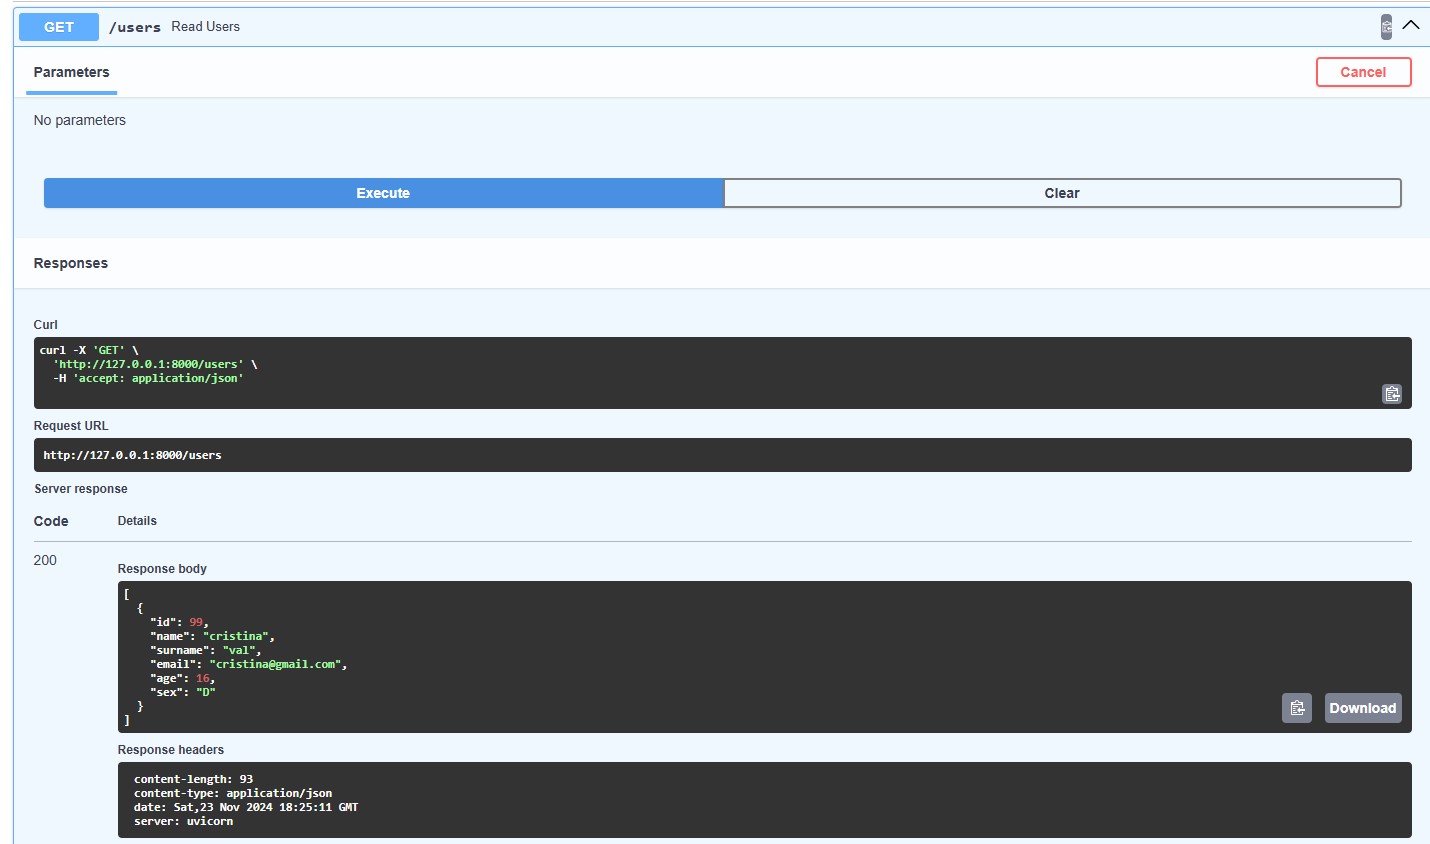 GET /users Read Users
Parameters Cancel
No parameters
Execute Clear
Responses
Curl
curl -X 'GET' \
  'http://127.0.0.1:8000/users' \
  -H 'accept: application/json'
Request URL
http://127.0.0.1:8000/users
Server response
Code Details
200
Response body
[
  {
    "id": 99,
    "name": "cristina",
    "surname": "val",
    "email": "cristina@gmail.com",
    "age": 16,
    "sex": "D"
  }
]
Download
Response headers
content-length: 93
content-type: application/json
date: Sat,23 Nov 2024 18:25:11 GMT
server: uvicorn